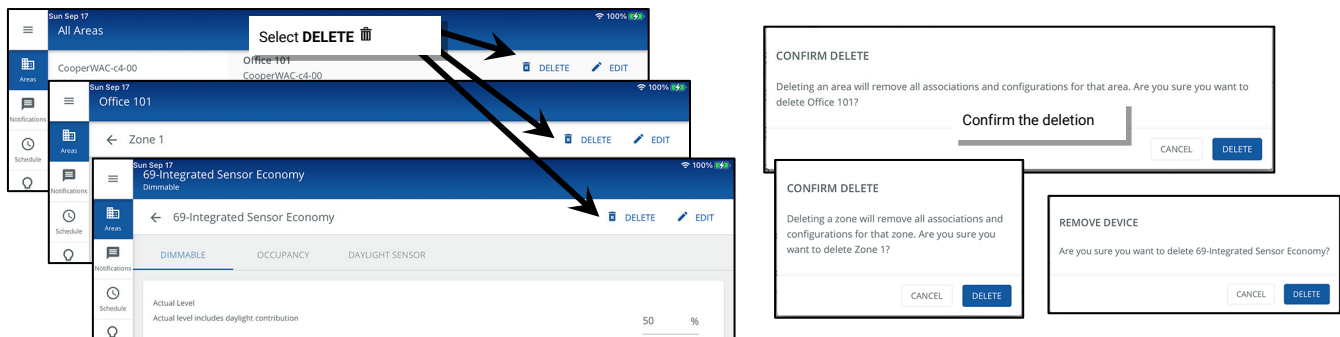 Sun Sep 17
100%
All Areas
Select DELETE
Areas
CooperWAC-c4-00
Office 101
CooperWAC-c4-00
DELETE
EDIT
Notifications
Schedule
Sun Sep 17
100%
Office 101
Areas
Zone 1
DELETE
EDIT
Notifications
Schedule
Sun Sep 17
100%
69-Integrated Sensor Economy
Dimmable
Areas
69-Integrated Sensor Economy
DELETE
EDIT
Notifications
DIMMABLE
OCCUPANCY
DAYLIGHT SENSOR
Schedule
Actual Level
Actual level includes daylight contribution
50 %
CONFIRM DELETE
Deleting an area will remove all associations and configurations for that area. Are you sure you want to
delete Office 101?
Confirm the deletion
CANCEL
DELETE
CONFIRM DELETE
Deleting a zone will remove all associations and
configurations for that zone. Are you sure you
want to delete Zone 1?
CANCEL
DELETE
REMOVE DEVICE
Are you sure you want to delete 69-Integrated Sensor Economy?
CANCEL
DELETE